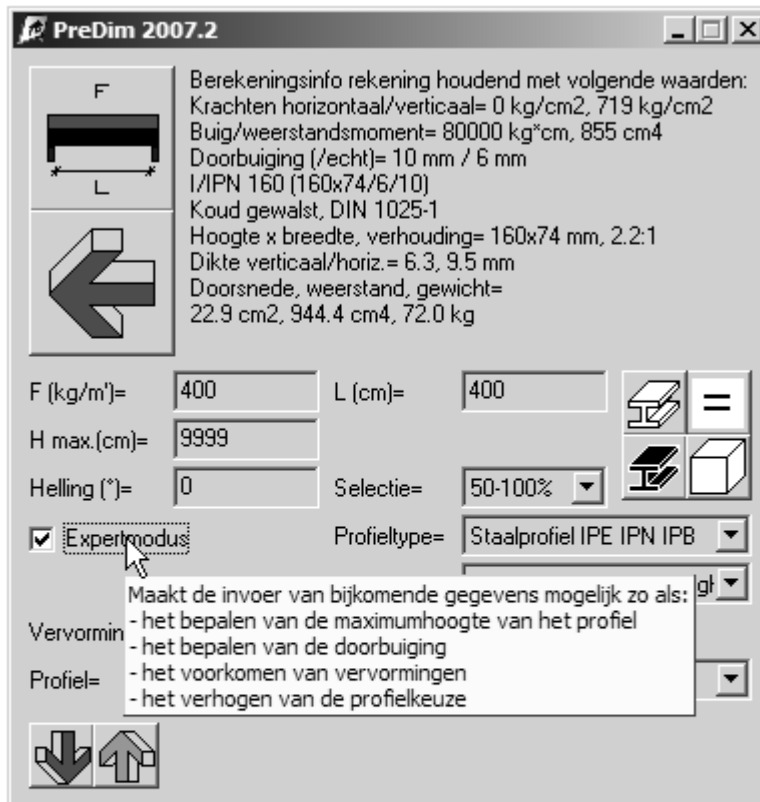 PreDim 2007.2
F
L
Berekeningsinfo rekening houdend met volgende waarden:
Krachten horizontaal/verticaal= 0 kg/cm2, 719 kg/cm2
Buig/weerstandsmoment= 80000 kg*cm, 855 cm4
Doorbuiging (/echt)= 10 mm / 6 mm
I/IPN 160 (160x74/6/10)
Koud gewalst, DIN 1025-1
Hoogte x breedte, verhouding= 160x74 mm, 2.2:1
Dikte verticaal/horiz.= 6.3, 9.5 mm
Doorsnede, weerstand, gewicht=
22.9 cm2, 944.4 cm4, 72.0 kg
F (kg/m')= 400 L (cm)= 400
H max.(cm)= 9999
Helling (°)= 0 Selectie= 50-100%
Expertmodus Profieltype= Staalprofiel IPE IPN IPB
Maakt de invoer van bijkomende gegevens mogelijk zo als:
- het bepalen van de maximumhoogte van het profiel
- het bepalen van de doorbuiging
- het voorkomen van vervormingen
- het verhogen van de profielkeuze
Profiel=